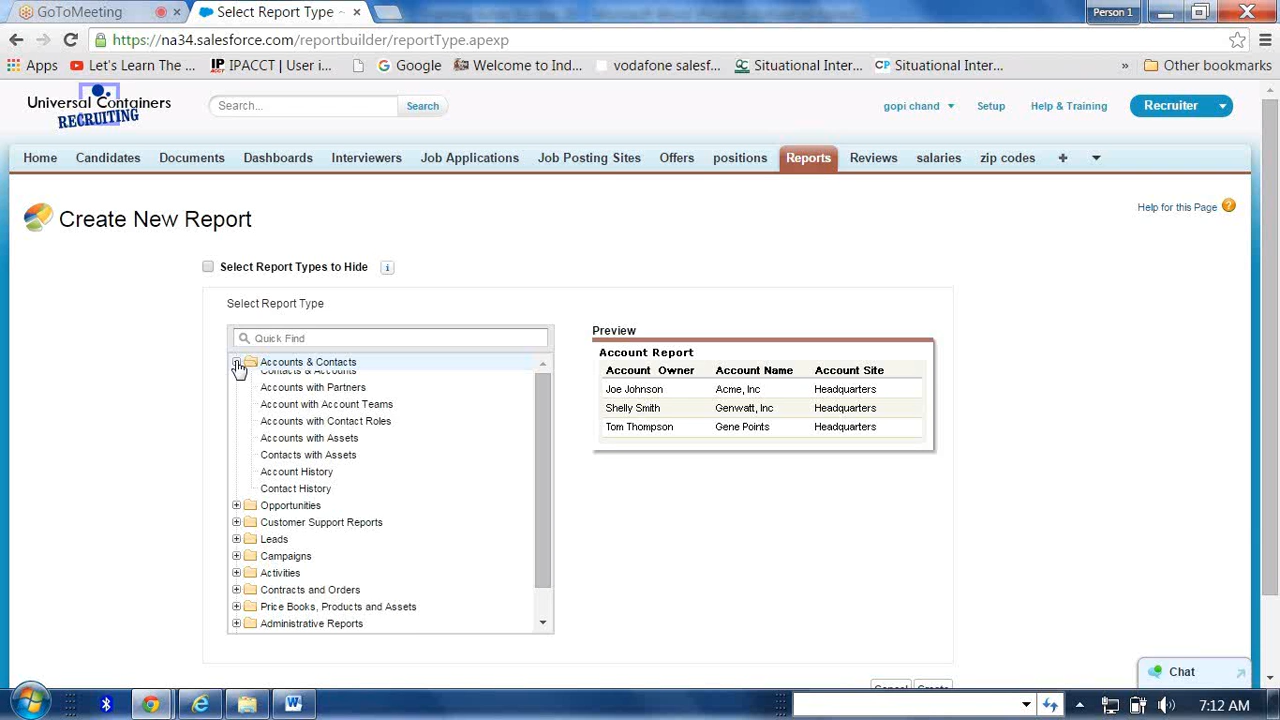 GoToMeeting
Select Report Type ~
Person 1
https://na34.salesforce.com/reportbuilder/reportType.apexp
Apps
Let's Learn The ...
IPACCT | User i...
Google
Welcome to Ind...
vodafone salesf...
Situational Inter...
CP Situational Inter...
»
Other bookmarks
Universal Containers
RECRUITING
Search...
Search
gopi chand
Setup
Help & Training
Recruiter
Home
Candidates
Documents
Dashboards
Interviewers
Job Applications
Job Posting Sites
Offers
positions
Reports
Reviews
salaries
zip codes
+
Create New Report
Help for this Page ?
Select Report Types to Hide
i
Select Report Type
Quick Find
Accounts & Contacts
Contacts & Accounts
Accounts with Partners
Account with Account Teams
Accounts with Contact Roles
Accounts with Assets
Contacts with Assets
Account History
Contact History
Opportunities
Customer Support Reports
Leads
Campaigns
Activities
Contracts and Orders
Price Books, Products and Assets
Administrative Reports
Preview
Account Report
Account Owner Account Name Account Site
Joe Johnson Acme, Inc Headquarters
Shelly Smith Genwatt, Inc Headquarters
Tom Thompson Gene Points Headquarters
Cancel
Create
Chat
7:12 AM